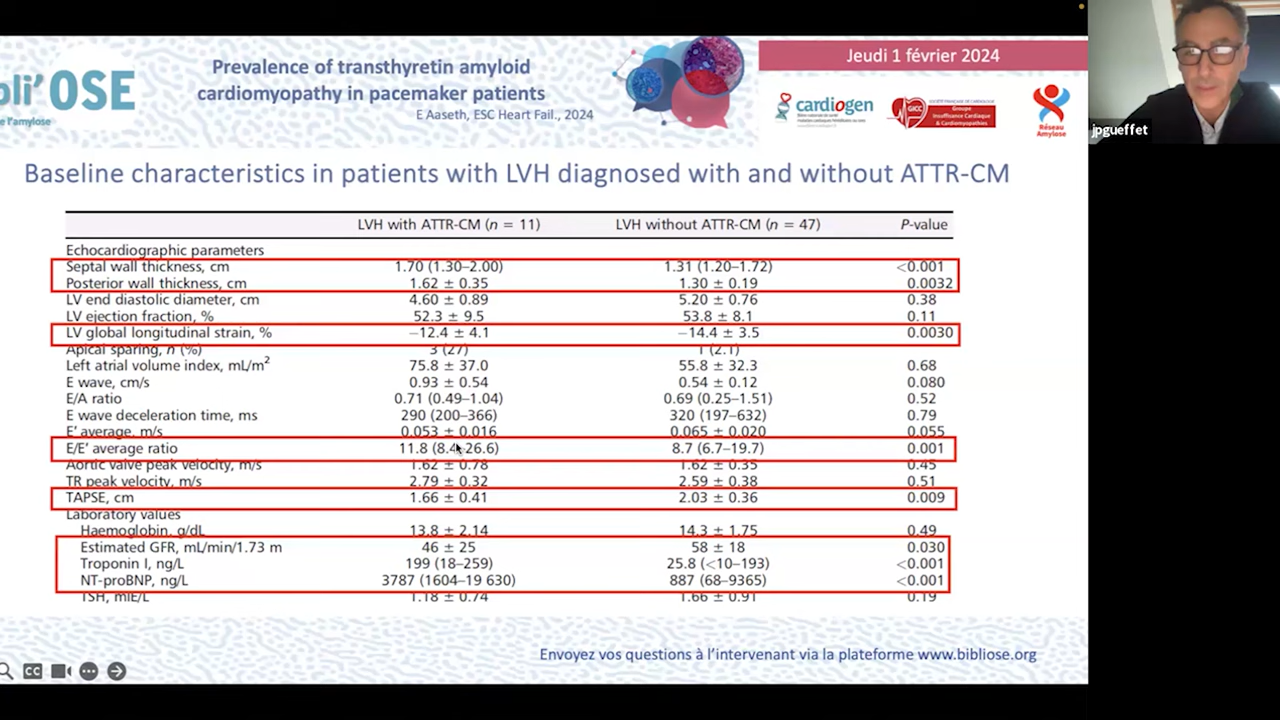 bli'OSE
e l'amylose
Prevalence of transthyretin amyloid
cardiomyopathy in pacemaker patients
E Aaseth, ESC Heart Fail., 2024
Jeudi 1 février 2024
cardiogen
GICC
SOCIÉTÉ FRANÇAISE DE CARDIOLOGIE
Groupe
Insuffisance Cardiaque
& Cardiomyopathies
Réseau
Amylose
jpgueffet
Baseline characteristics in patients with LVH diagnosed with and without ATTR-CM
LVH with ATTR-CM (n = 11) LVH without ATTR-CM (n = 47) P-value
Echocardiographic parameters
Septal wall thickness, cm 1.70 (1.30–2.00) 1.31 (1.20–1.72) <0.001
Posterior wall thickness, cm 1.62 ± 0.35 1.30 ± 0.19 0.0032
LV end diastolic diameter, cm 4.60 ± 0.89 5.20 ± 0.76 0.38
LV ejection fraction, % 52.3 ± 9.5 53.8 ± 8.1 0.11
LV global longitudinal strain, % −12.4 ± 4.1 −14.4 ± 3.5 0.0030
Apical sparing, n (%) 3 (27) 1 (2.1)
Left atrial volume index, mL/m² 75.8 ± 37.0 55.8 ± 32.3 0.68
E wave, cm/s 0.93 ± 0.54 0.54 ± 0.12 0.080
E/A ratio 0.71 (0.49–1.04) 0.69 (0.25–1.51) 0.52
E wave deceleration time, ms 290 (200–366) 320 (197–632) 0.79
E′ average, m/s 0.053 ± 0.016 0.065 ± 0.020 0.055
E/E′ average ratio 11.8 (8.4–26.6) 8.7 (6.7–19.7) 0.001
Aortic valve peak velocity, m/s 1.62 ± 0.78 1.62 ± 0.35 0.45
TR peak velocity, m/s 2.79 ± 0.32 2.59 ± 0.38 0.51
TAPSE, cm 1.66 ± 0.41 2.03 ± 0.36 0.009
Laboratory values
Haemoglobin, g/dL 13.8 ± 2.14 14.3 ± 1.75 0.49
Estimated GFR, mL/min/1.73 m 46 ± 25 58 ± 18 0.030
Troponin I, ng/L 199 (18–259) 25.8 (<10–193) <0.001
NT-proBNP, ng/L 3787 (1604–19 630) 887 (68–9365) <0.001
TSH, mIE/L 1.18 ± 0.74 1.66 ± 0.91 0.19
Envoyez vos questions à l'intervenant via la plateforme www.bibliose.org
CC